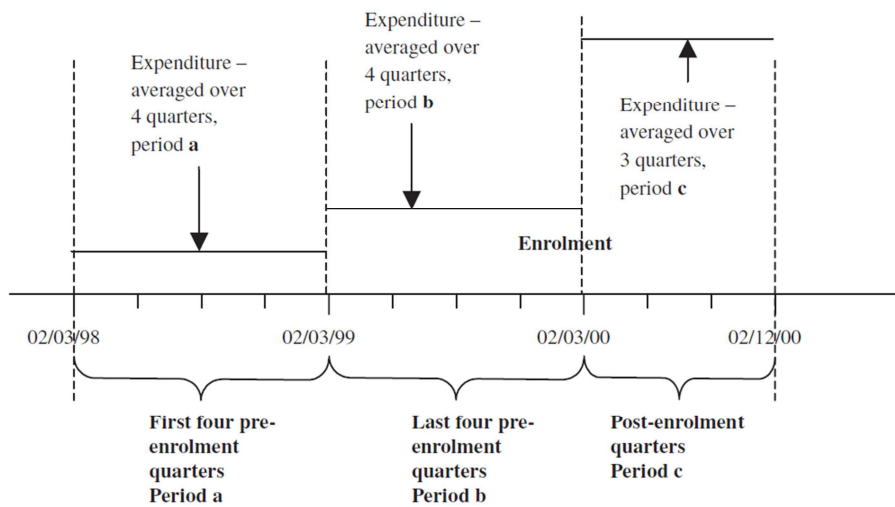 Expenditure –
averaged over
4 quarters,
period a
Expenditure –
averaged over
4 quarters,
period b
Expenditure –
averaged over
3 quarters,
period c
Enrolment
02/03/98
02/03/99
02/03/00
02/12/00
First four pre-
enrolment
quarters
Period a
Last four pre-
enrolment
quarters
Period b
Post-enrolment
quarters
Period c